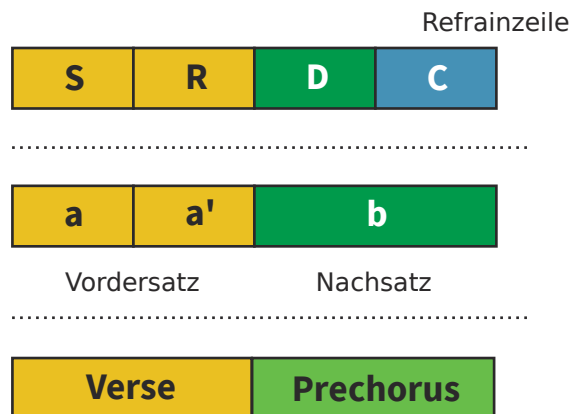 Refrainzeile
S R D C
a a' b
Vordersatz Nachsatz
Verse Prechorus